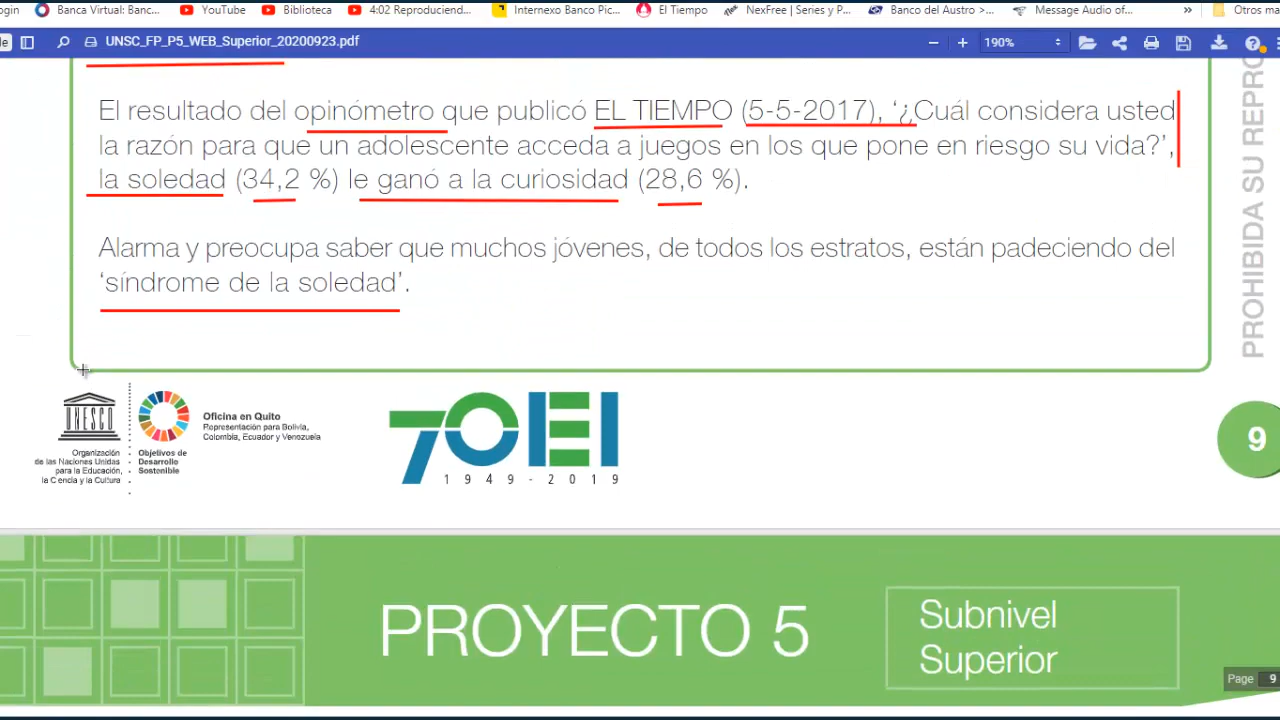 ogin Banca Virtual: Banc... YouTube Biblioteca 4:02 Reproduciend... Internexo Banco Pic... El Tiempo NexFree | Series y P... Banco del Austro >... Message Audio of... » Otros ma
le UNSC_FP_P5_WEB_Superior_20200923.pdf − + 190%
El resultado del opinómetro que publicó EL TIEMPO (5-5-2017), ‘¿Cuál considera usted
la razón para que un adolescente acceda a juegos en los que pone en riesgo su vida?’,
la soledad (34,2 %) le ganó a la curiosidad (28,6 %).
Alarma y preocupa saber que muchos jóvenes, de todos los estratos, están padeciendo del
‘síndrome de la soledad’.
PROHIBIDA SU REPRO
UNESCO
Organización
de las Naciones Unidas
para la Educación,
la Ciencia y la Cultura
Objetivos de
Desarrollo
Sostenible
Oficina en Quito
Representación para Bolivia,
Colombia, Ecuador y Venezuela
70EI
1949-2019
9
PROYECTO 5
Subnivel
Superior
Page 9